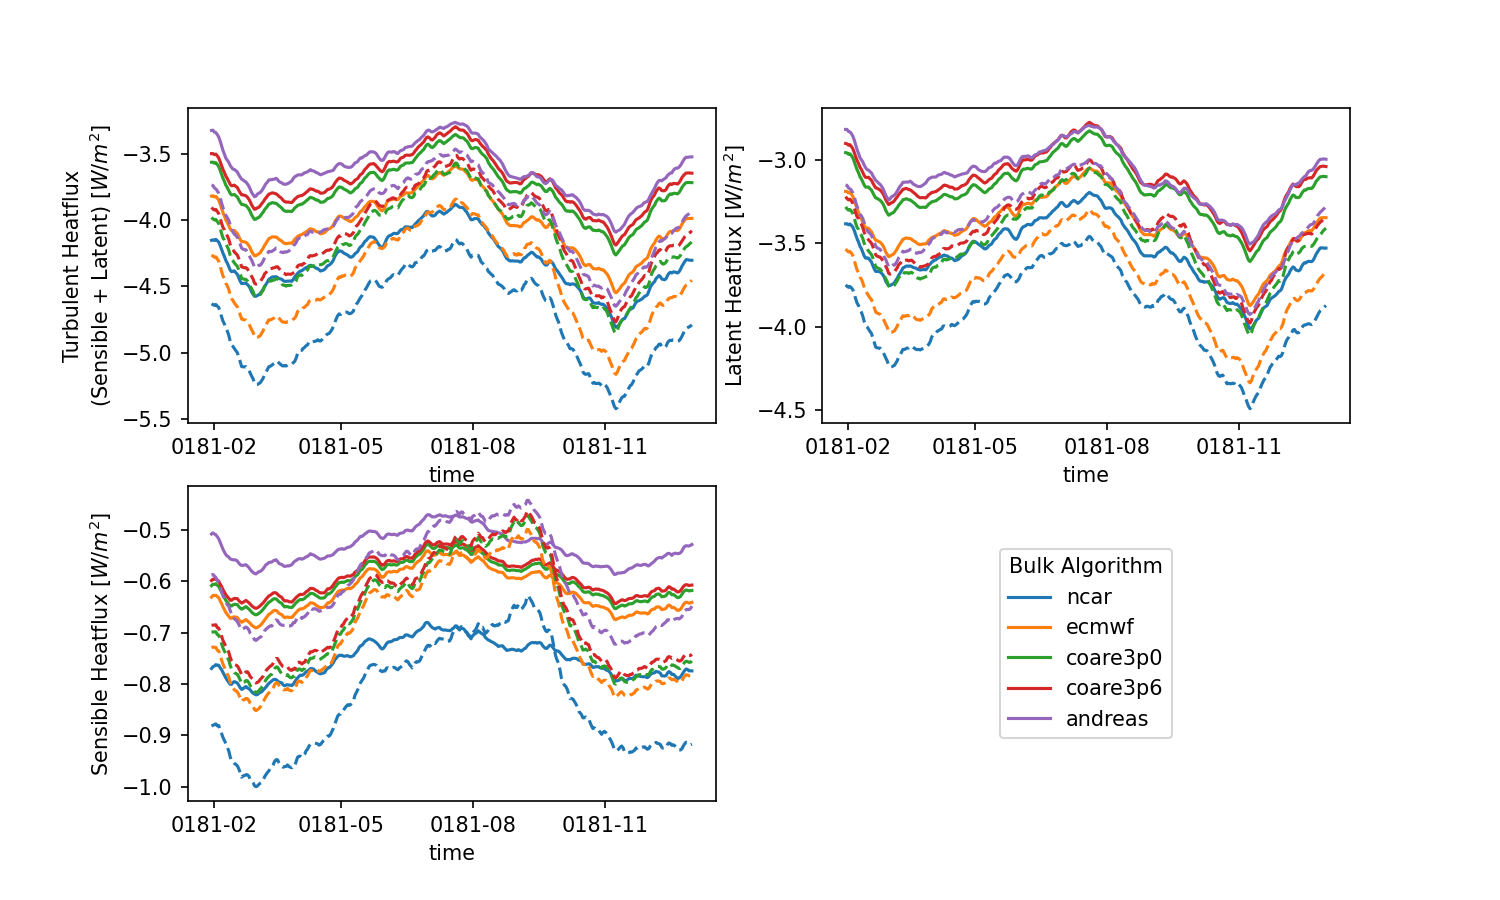 Turbulent Heatflux
(Sensible + Latent) [W/m²]
−3.5
−4.0
−4.5
−5.0
−5.5
0181-02 0181-05 0181-08 0181-11
time
Latent Heatflux [W/m²]
−3.0
−3.5
−4.0
−4.5
0181-02 0181-05 0181-08 0181-11
time
Sensible Heatflux [W/m²]
−0.5
−0.6
−0.7
−0.8
−0.9
−1.0
0181-02 0181-05 0181-08 0181-11
time
Bulk Algorithm
ncar
ecmwf
coare3p0
coare3p6
andreas